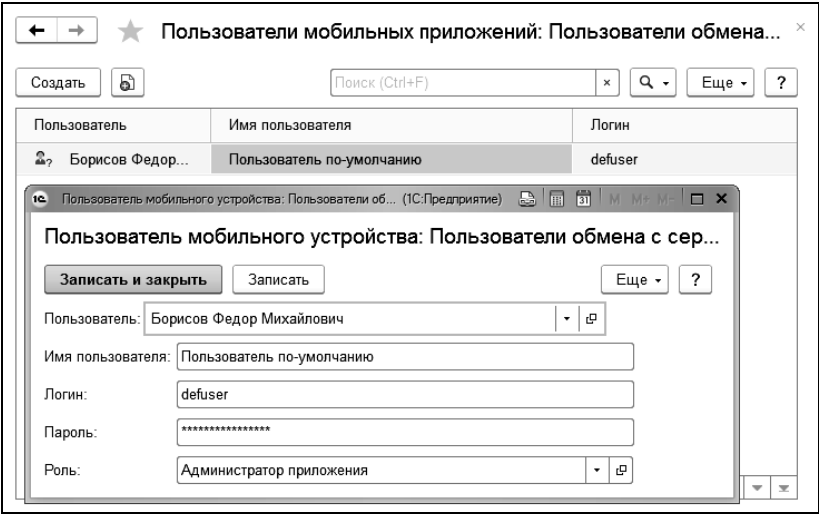 Пользователи мобильных приложений: Пользователи обмена...
Создать Поиск (Ctrl+F) Еще ?
Пользователь Имя пользователя Логин
Борисов Федор... Пользователь по-умолчанию defuser
1С Пользователь мобильного устройства: Пользователи об... (1С:Предприятие) 31 M M+ M-
Пользователь мобильного устройства: Пользователи обмена с сер...
Записать и закрыть Записать Еще ?
Пользователь: Борисов Федор Михайлович
Имя пользователя: Пользователь по-умолчанию
Логин: defuser
Пароль: ****************
Роль: Администратор приложения